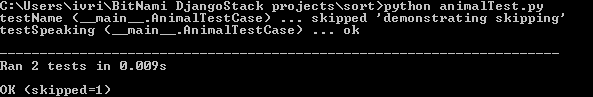 C:\Users\ivri\BitNami DjangoStack projects\sort>python animalTest.py
testName (__main__.AnimalTestCase) ... skipped 'demonstrating skipping'
testSpeaking (__main__.AnimalTestCase) ... ok
----------------------------------------------------------------------
Ran 2 tests in 0.009s
OK (skipped=1)